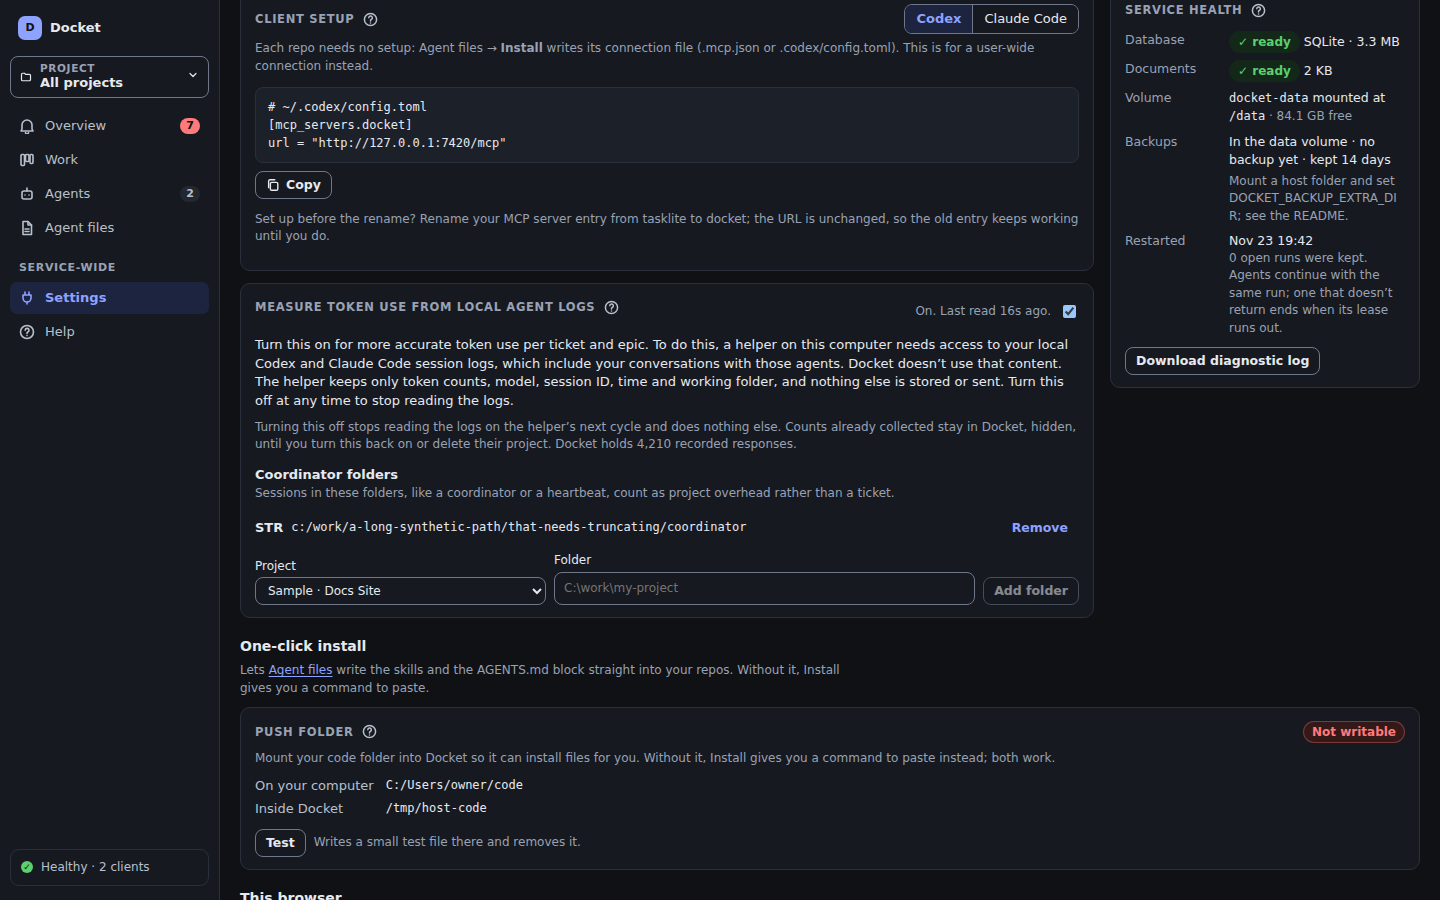 D Docket
PROJECT
All projects
Overview 7
Work
Agents 2
Agent files
SERVICE-WIDE
Settings
Help
Healthy · 2 clients
CLIENT SETUP
Codex Claude Code
Each repo needs no setup: Agent files → Install writes its connection file (.mcp.json or .codex/config.toml). This is for a user-wide
connection instead.
# ~/.codex/config.toml
[mcp_servers.docket]
url = "http://127.0.0.1:7420/mcp"
Copy
Set up before the rename? Rename your MCP server entry from tasklite to docket; the URL is unchanged, so the old entry keeps working
until you do.
MEASURE TOKEN USE FROM LOCAL AGENT LOGS
On. Last read 16s ago.
Turn this on for more accurate token use per ticket and epic. To do this, a helper on this computer needs access to your local
Codex and Claude Code session logs, which include your conversations with those agents. Docket doesn’t use that content.
The helper keeps only token counts, model, session ID, time and working folder, and nothing else is stored or sent. Turn this
off at any time to stop reading the logs.
Turning this off stops reading the logs on the helper’s next cycle and does nothing else. Counts already collected stay in Docket, hidden,
until you turn this back on or delete their project. Docket holds 4,210 recorded responses.
Coordinator folders
Sessions in these folders, like a coordinator or a heartbeat, count as project overhead rather than a ticket.
STR c:/work/a-long-synthetic-path/that-needs-truncating/coordinator Remove
Project
Folder
Sample · Docs Site
C:\work\my-project
Add folder
One-click install
Lets Agent files write the skills and the AGENTS.md block straight into your repos. Without it, Install
gives you a command to paste.
PUSH FOLDER
Not writable
Mount your code folder into Docket so it can install files for you. Without it, Install gives you a command to paste instead; both work.
On your computer C:/Users/owner/code
Inside Docket /tmp/host-code
Test Writes a small test file there and removes it.
This browser
SERVICE HEALTH
Database ✓ ready SQLite · 3.3 MB
Documents ✓ ready 2 KB
Volume docket-data mounted at
/data · 84.1 GB free
Backups In the data volume · no
backup yet · kept 14 days
Mount a host folder and set
DOCKET_BACKUP_EXTRA_DI
R; see the README.
Restarted Nov 23 19:42
0 open runs were kept.
Agents continue with the
same run; one that doesn’t
return ends when its lease
runs out.
Download diagnostic log